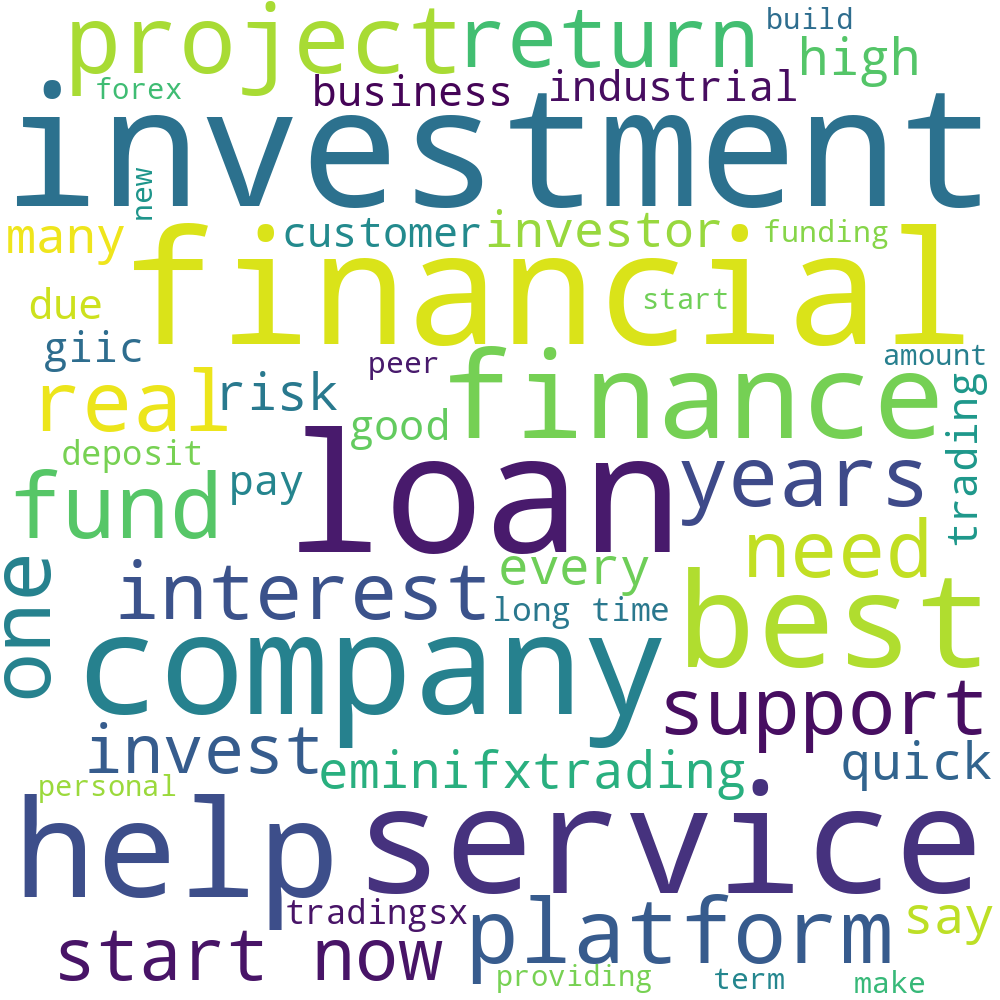 build
project return
high
forex business industrial
investment
new
many customer investor funding
financial
due start
giic peer amount
real risk finance
good trading
deposit loan
fund pay years
need
one interest every
long time best
company
support
invest eminifxtrading quick
personal
help service
tradingsx platform say
start now
providing term make